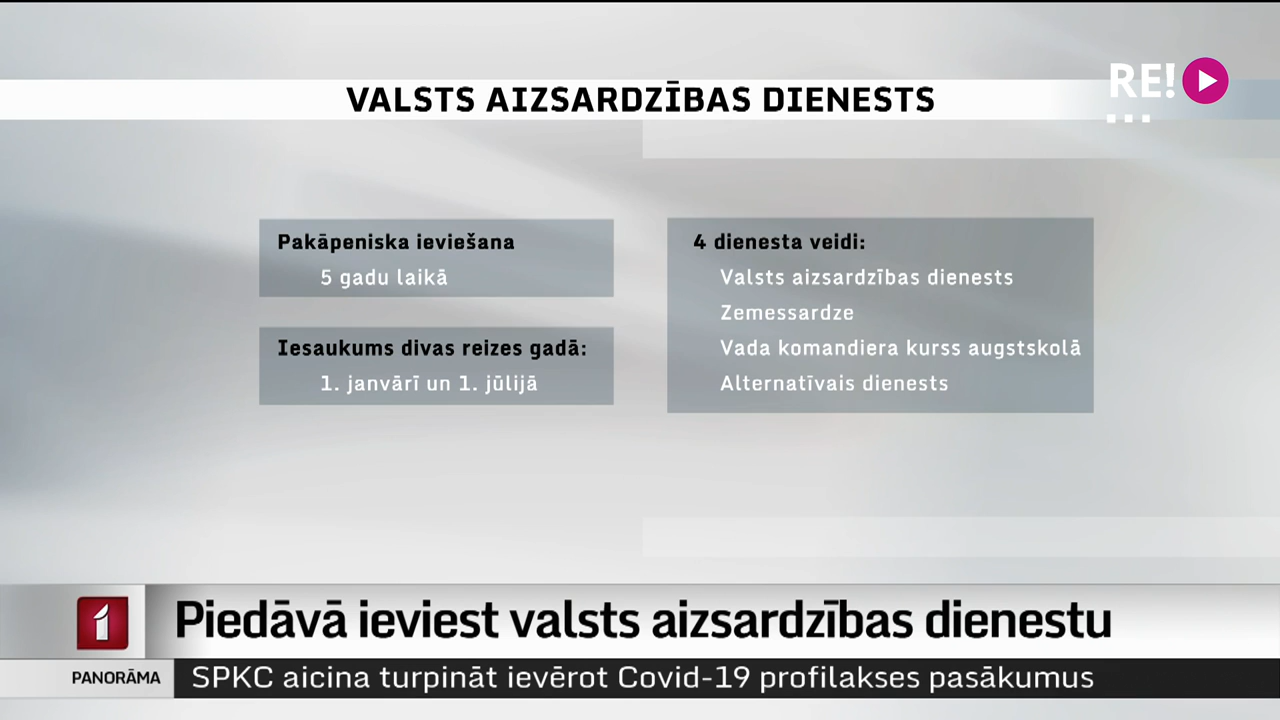 VALSTS AIZSARDZĪBAS DIENESTS
RE!
Pakāpeniska ieviešana
5 gadu laikā
Iesaukums divas reizes gadā:
1. janvārī un 1. jūlijā
4 dienesta veidi:
Valsts aizsardzības dienests
Zemessardze
Vada komandiera kurss augstskolā
Alternatīvais dienests
1
Piedāvā ieviest valsts aizsardzības dienestu
PANORĀMA
SPKC aicina turpināt ievērot Covid-19 profilakses pasākumus